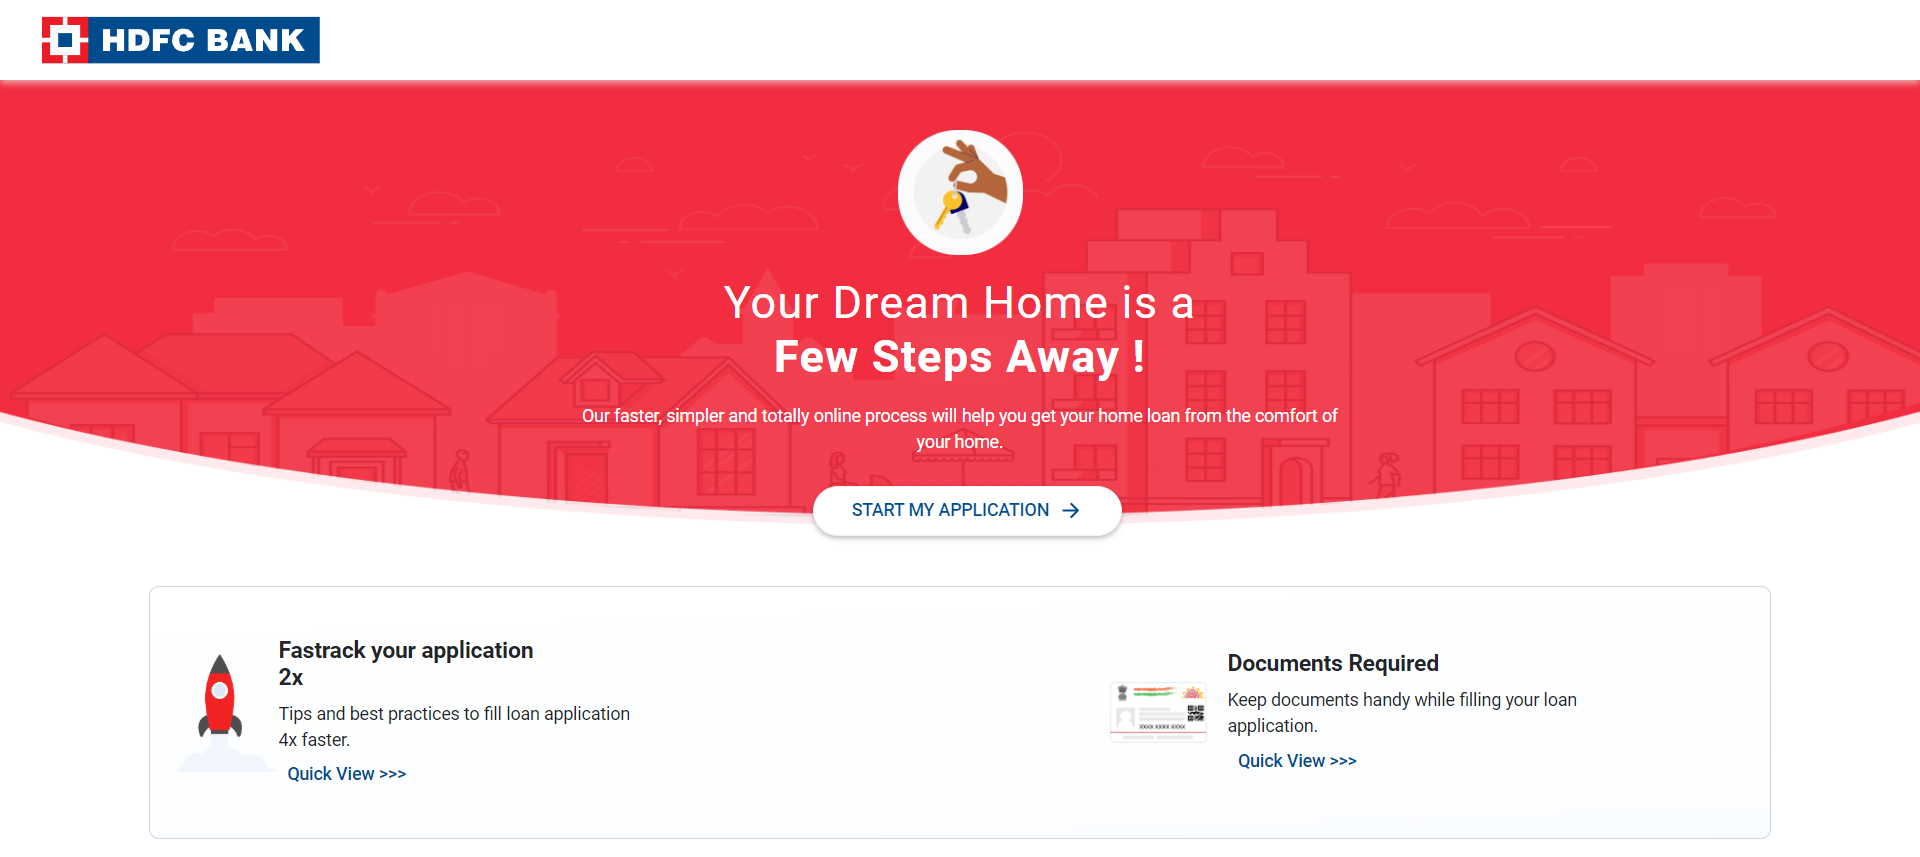 HDFC BANK
Your Dream Home is a
Few Steps Away !
Our faster, simpler and totally online process will help you get your home loan from the comfort of
your home.
START MY APPLICATION
Fastrack your application
2x
Tips and best practices to fill loan application
4x faster.
Quick View >>>
Documents Required
Keep documents handy while filling your loan
application.
Quick View >>>
XXXX XXXX XXXX